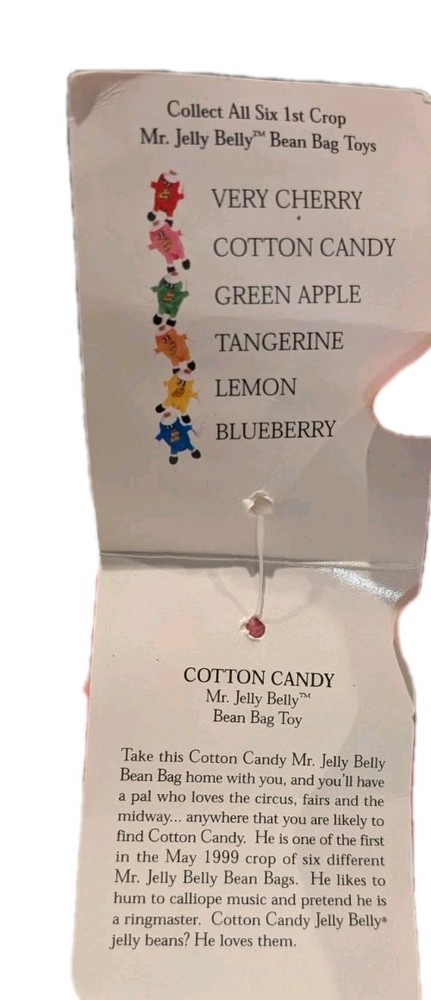 Collect All Six 1st Crop
Mr. Jelly Belly™ Bean Bag Toys
VERY CHERRY
COTTON CANDY
GREEN APPLE
TANGERINE
LEMON
BLUEBERRY
COTTON CANDY
Mr. Jelly Belly™
Bean Bag Toy
Take this Cotton Candy Mr. Jelly Belly
Bean Bag home with you, and you'll have
a pal who loves the circus, fairs and the
midway... anywhere that you are likely to
find Cotton Candy. He is one of the first
in the May 1999 crop of six different
Mr. Jelly Belly Bean Bags. He likes to
hum to calliope music and pretend he is
a ringmaster. Cotton Candy Jelly Belly®
jelly beans? He loves them.